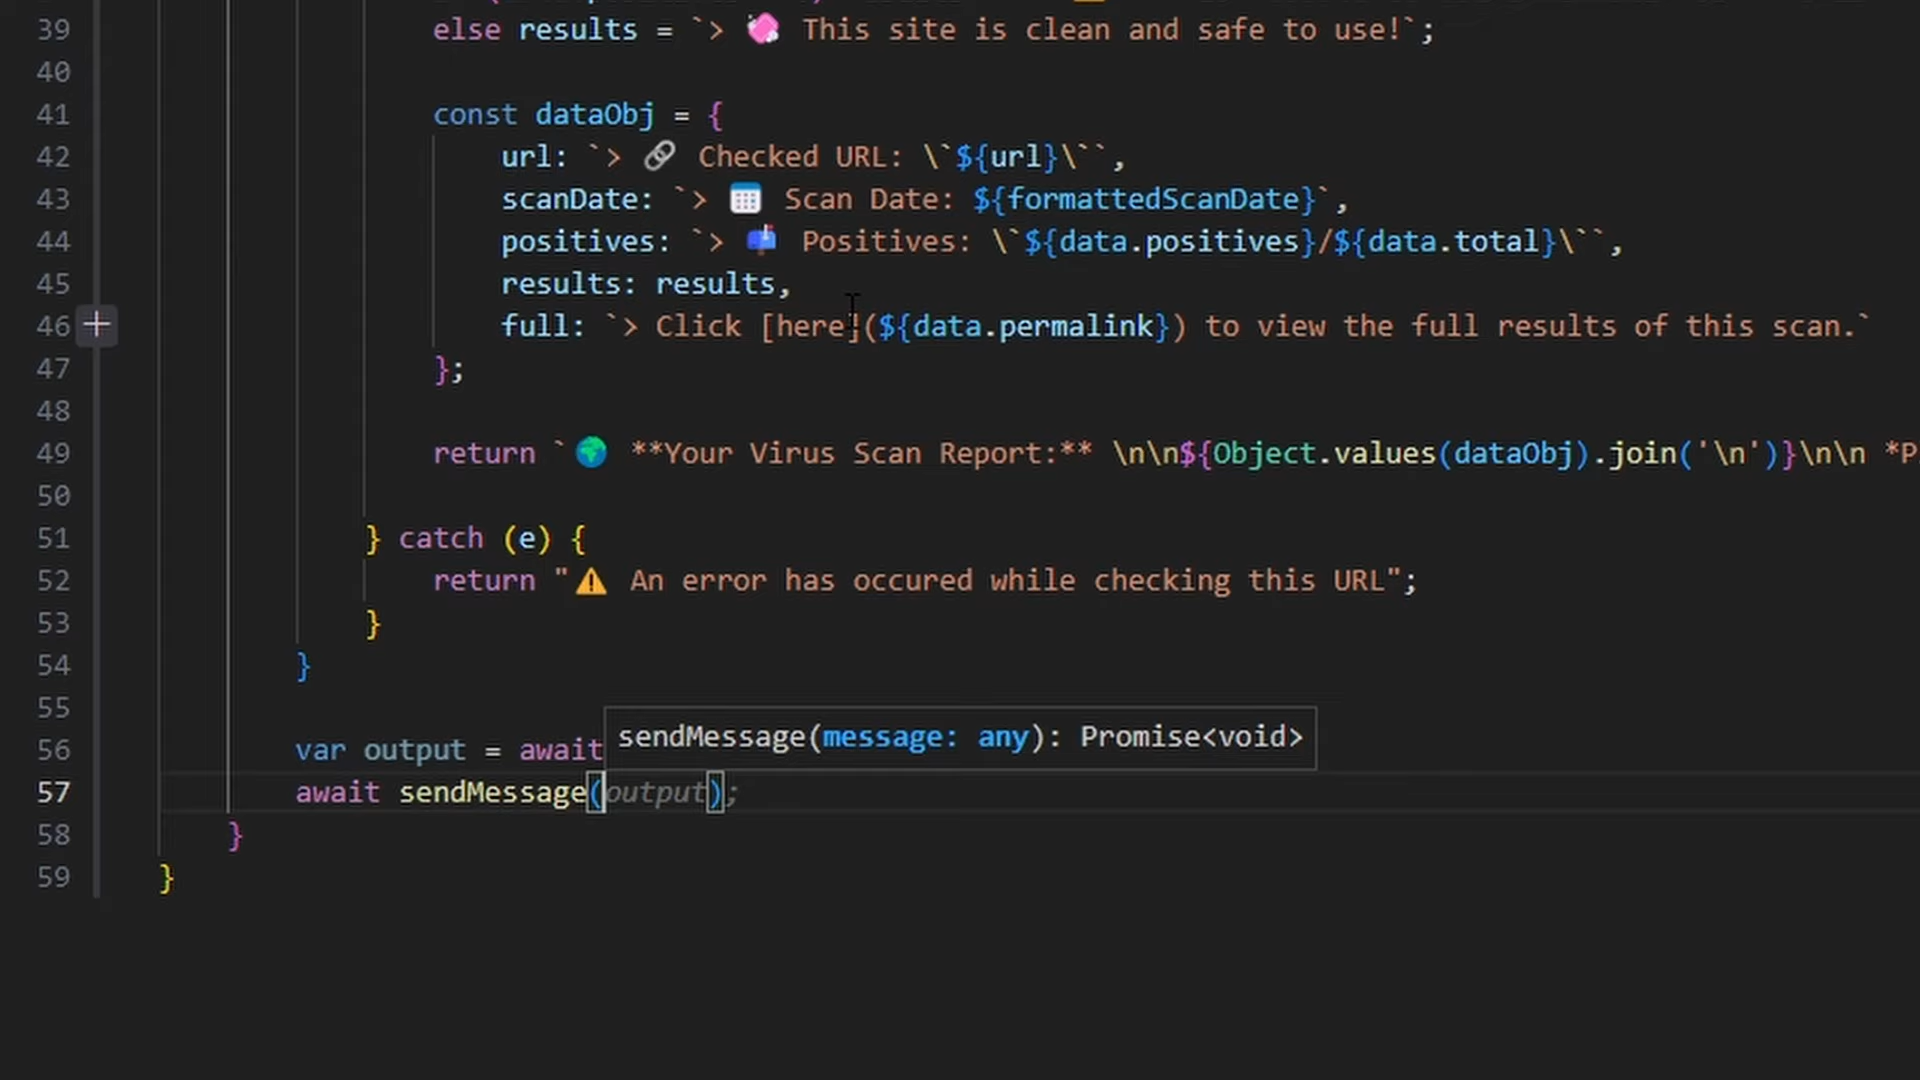 39 else results = `> 🧼 This site is clean and safe to use!`;
40
41 const dataObj = {
42 url: `> 🔗 Checked URL: \`${url}\``,
43 scanDate: `> 📅 Scan Date: ${formattedScanDate}`,
44 positives: `> 📬 Positives: \`${data.positives}/${data.total}\``,
45 results: results,
46 full: `> Click [here](${data.permalink}) to view the full results of this scan.`
47 };
48
49 return `🌍 **Your Virus Scan Report:** \n\n${Object.values(dataObj).join('\n')}\n\n *P
50
51 } catch (e) {
52 return "⚠️ An error has occured while checking this URL";
53 }
54 }
55
sendMessage(message: any): Promise<void>
56 var output = await
57 await sendMessage(output);
58 }
59 }